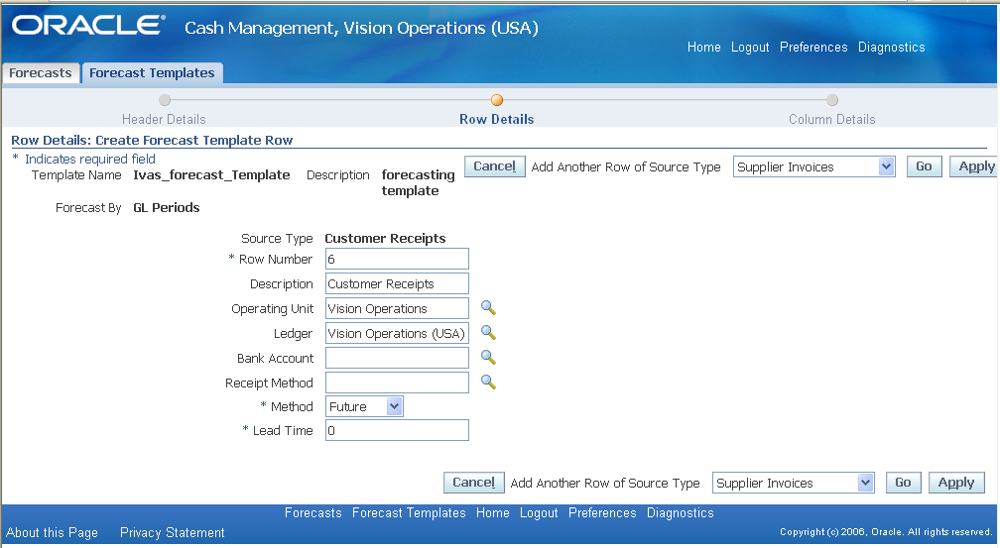 ORACLE® Cash Management, Vision Operations (USA)
Home Logout Preferences Diagnostics
Forecasts Forecast Templates
Header Details Row Details Column Details
Row Details: Create Forecast Template Row
* Indicates required field
Cancel Add Another Row of Source Type Supplier Invoices Go Apply
Template Name Ivas_forecast_Template Description forecasting
template
Forecast By GL Periods
Source Type Customer Receipts
* Row Number 6
Description Customer Receipts
Operating Unit Vision Operations
Ledger Vision Operations (USA)
Bank Account
Receipt Method
* Method Future
* Lead Time 0
Cancel Add Another Row of Source Type Supplier Invoices Go Apply
Forecasts Forecast Templates Home Logout Preferences Diagnostics
About this Page Privacy Statement Copyright (c) 2006, Oracle. All rights reserved.